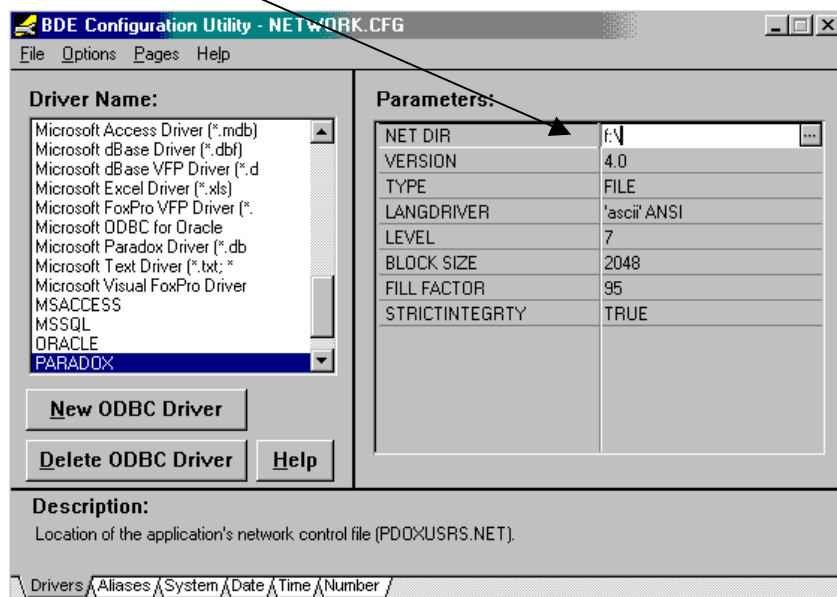 BDE Configuration Utility - NETWORK.CFG
File Options Pages Help
Driver Name:
Microsoft Access Driver (*.mdb)
Microsoft dBase Driver (*.dbf)
Microsoft dBase VFP Driver (*.d
Microsoft Excel Driver (*.xls)
Microsoft FoxPro VFP Driver (*.
Microsoft ODBC for Oracle
Microsoft Paradox Driver (*.db
Microsoft Text Driver (*.txt; *
Microsoft Visual FoxPro Driver
MSACCESS
MSSQL
ORACLE
PARADOX
New ODBC Driver
Delete ODBC Driver Help
Parameters:
NET DIR f:\ ...
VERSION 4.0
TYPE FILE
LANGDRIVER 'ascii' ANSI
LEVEL 7
BLOCK SIZE 2048
FILL FACTOR 95
STRICTINTEGRTY TRUE
Description:
Location of the application's network control file (PDOXUSRS.NET).
Drivers Aliases System Date Time Number